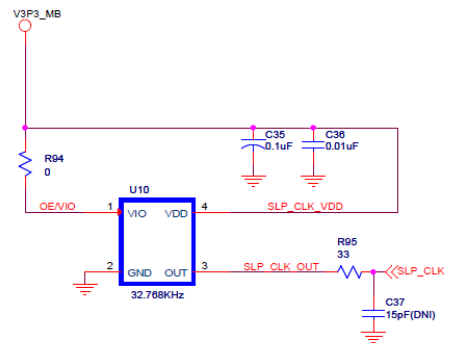 V3P3_MB
R94
0
C35
0.1uF
C36
0.01uF
U10
OE/VIO
1
VIO
VDD
4
SLP_CLK_VDD
2
GND
OUT
3
SLP_CLK_OUT
R95
33
SLP_CLK
32.768KHz
C37
15pF(DNI)